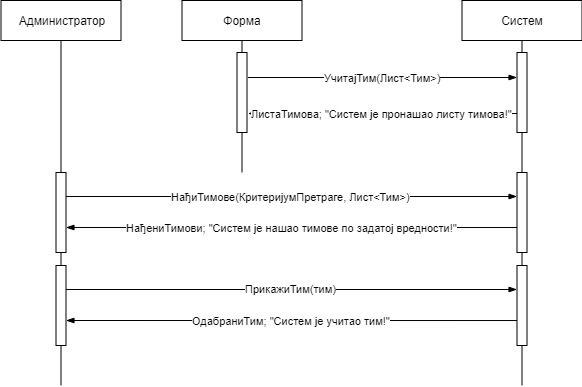 Администратор
Форма
Систем
УчитајТим(Лист<Тим>)
ЛистаТимова; "Систем је пронашао листу тимова!"
НађиТимове(КритеријумПретраге, Лист<Тим>)
НађениТимови; "Систем је нашао тимове по задатој вредности!"
ПрикажиТим(тим)
ОдабраниТим; "Систем је учитао тим!"